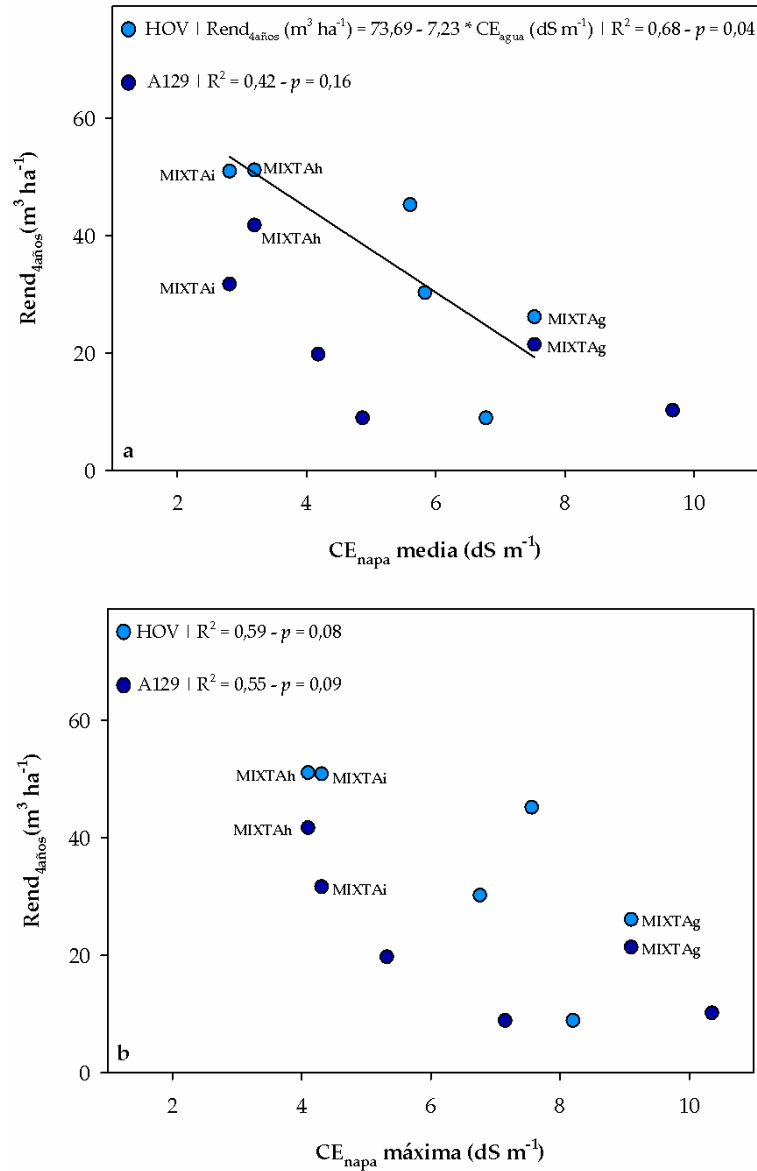 HOV | Rend4años (m³ ha⁻¹) = 73,69 - 7,23 * CEagua (dS m⁻¹) | R² = 0,68 - p = 0,04
A129 | R² = 0,42 - p = 0,16
60
MIXTAi
MIXTAh
40
MIXTAh
MIXTAi
MIXTAg
MIXTAg
20
0
Rend4años(m³ ha⁻¹)
a
2 4 6 8 10
CEnapa media (dS m⁻¹)
HOV | R² = 0,59 - p = 0,08
A129 | R² = 0,55 - p = 0,09
60
MIXTAh
MIXTAi
MIXTAh
40
MIXTAi
MIXTAg
MIXTAg
20
0
Rend4años(m³ ha⁻¹)
b
2 4 6 8 10
CEnapa máxima (dS m⁻¹)